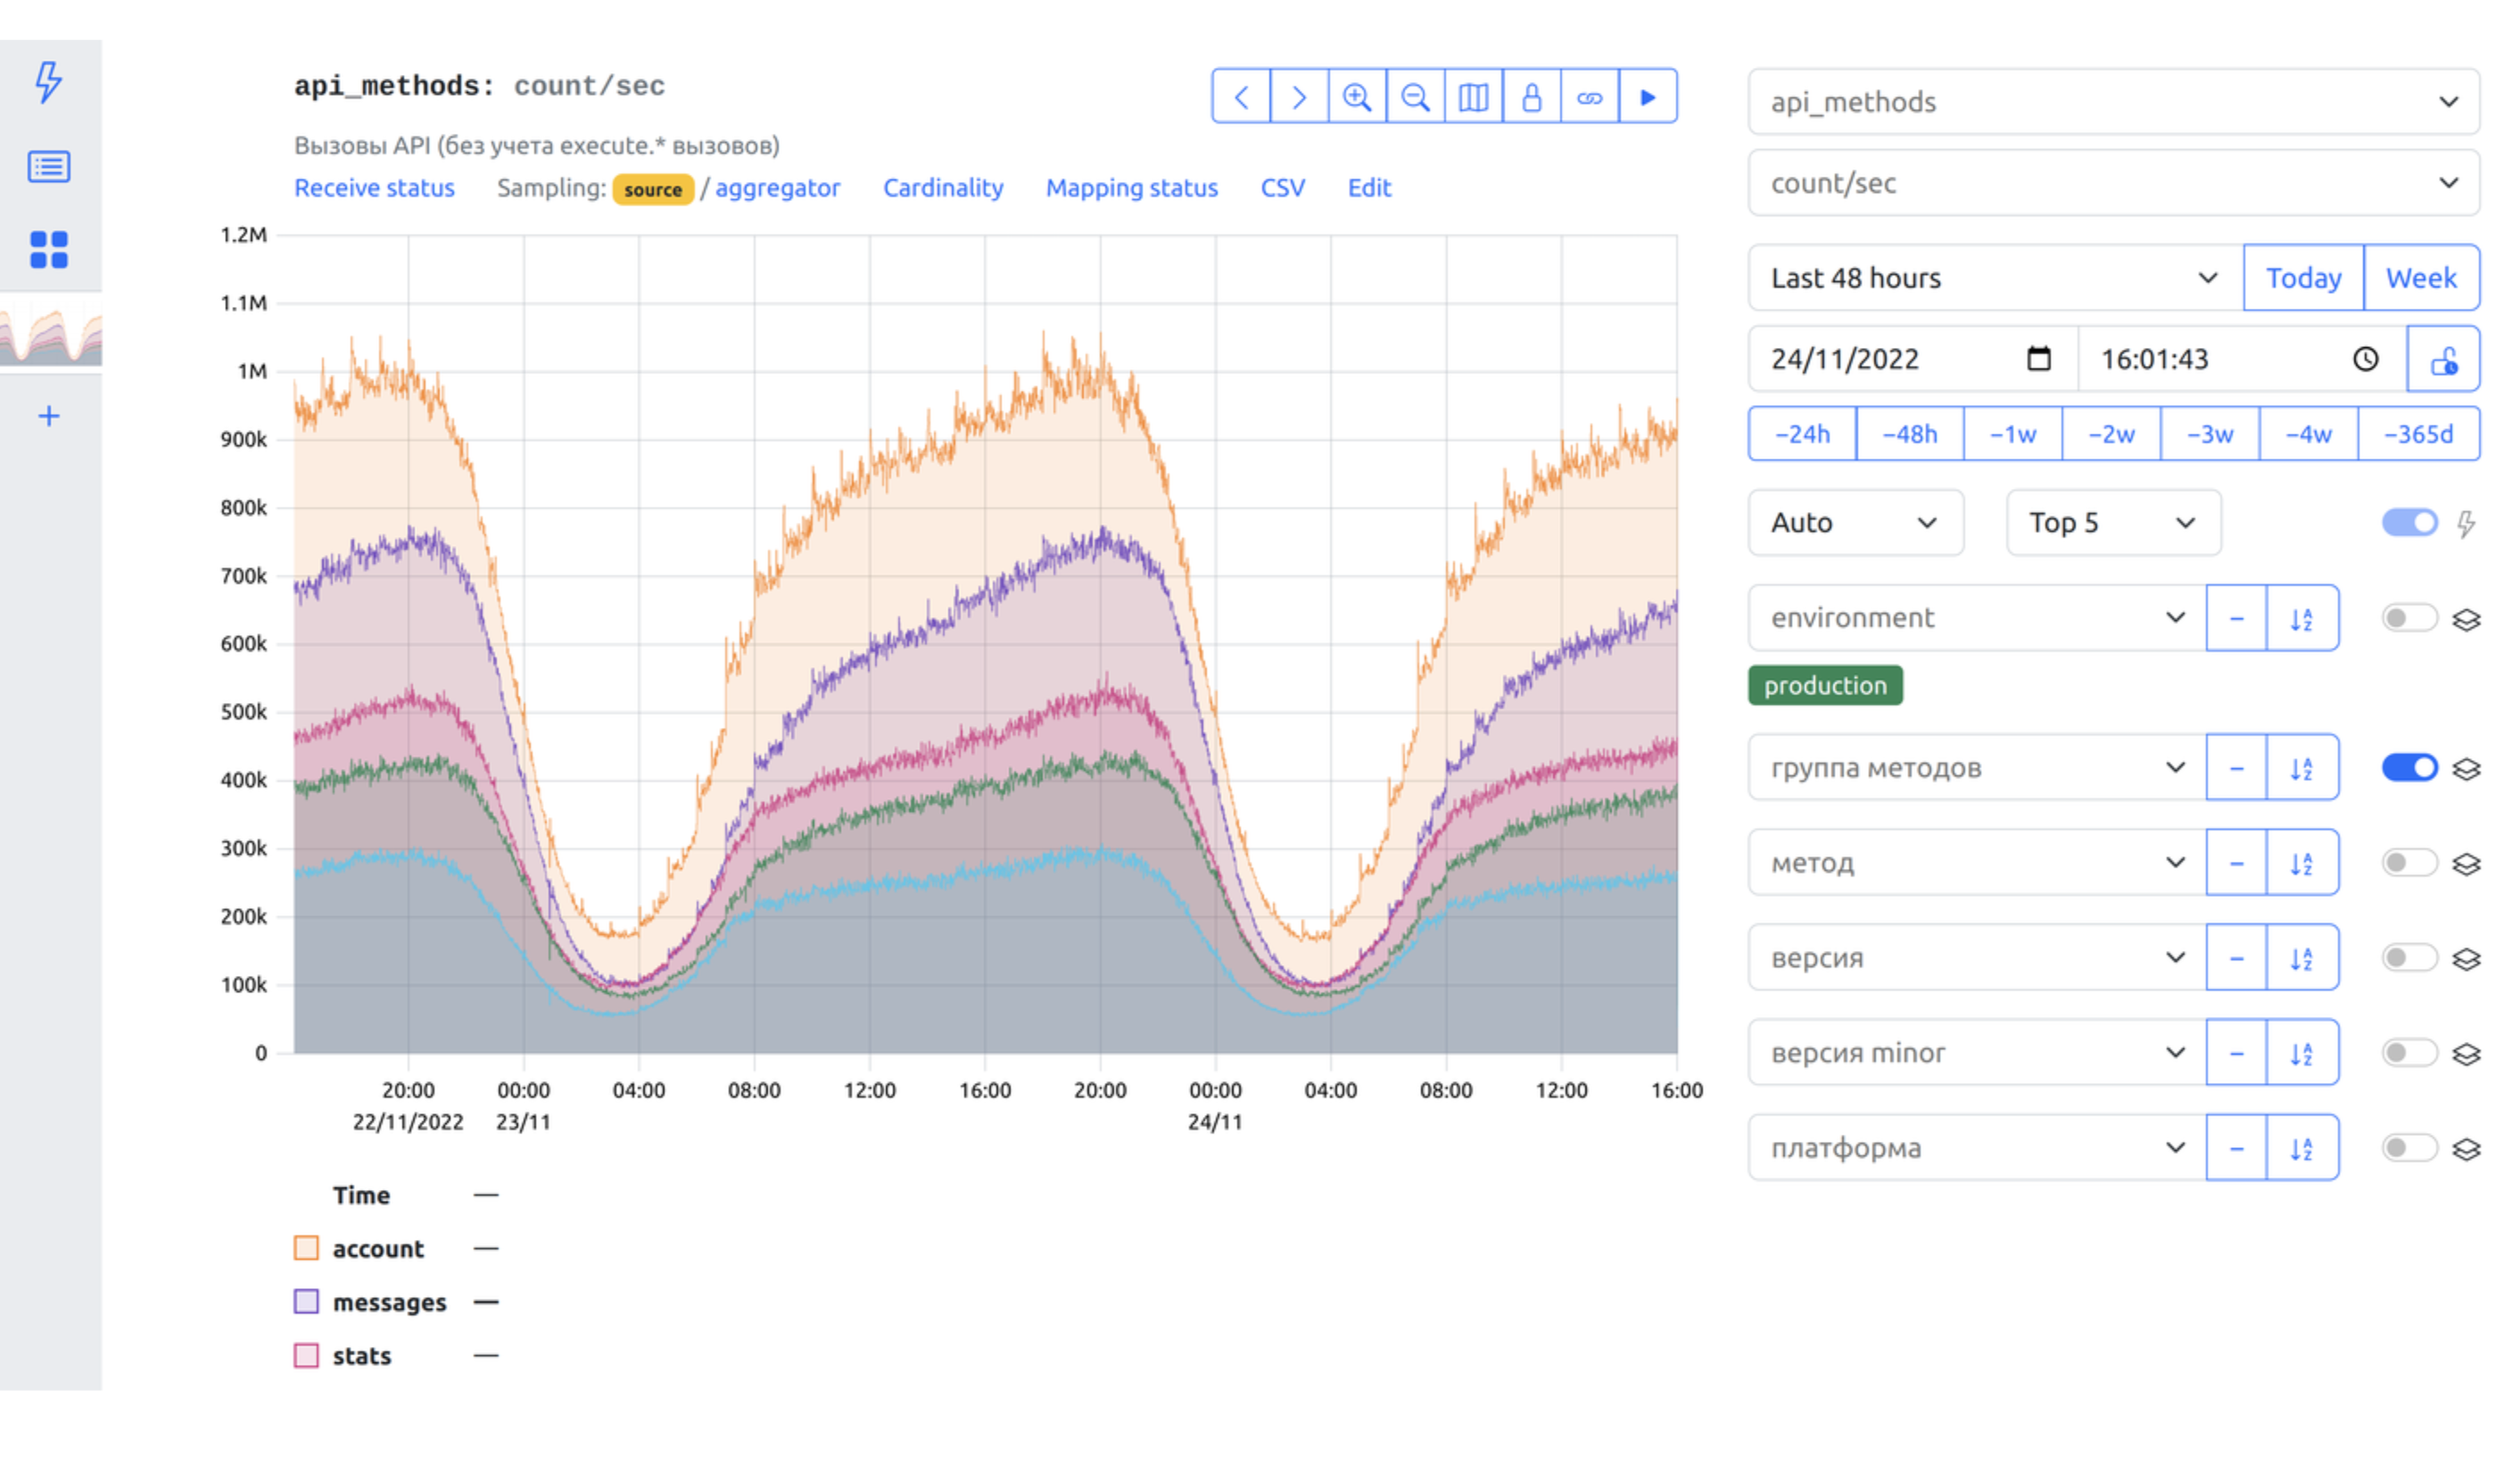 api_methods: count/sec
Вызовы API (без учета execute.* вызовов)
Receive status Sampling: source / aggregator Cardinality Mapping status CSV Edit
1.2M
1.1M
1M
900k
800k
700k
600k
500k
400k
300k
200k
100k
0
20:00 00:00 04:00 08:00 12:00 16:00 20:00 00:00 04:00 08:00 12:00 16:00
22/11/2022 23/11 24/11
Time —
account —
messages —
stats —
api_methods
count/sec
Last 48 hours Today Week
24/11/2022 16:01:43
−24h −48h −1w −2w −3w −4w −365d
Auto Top 5
environment
production
группа методов
метод
версия
версия minor
платформа